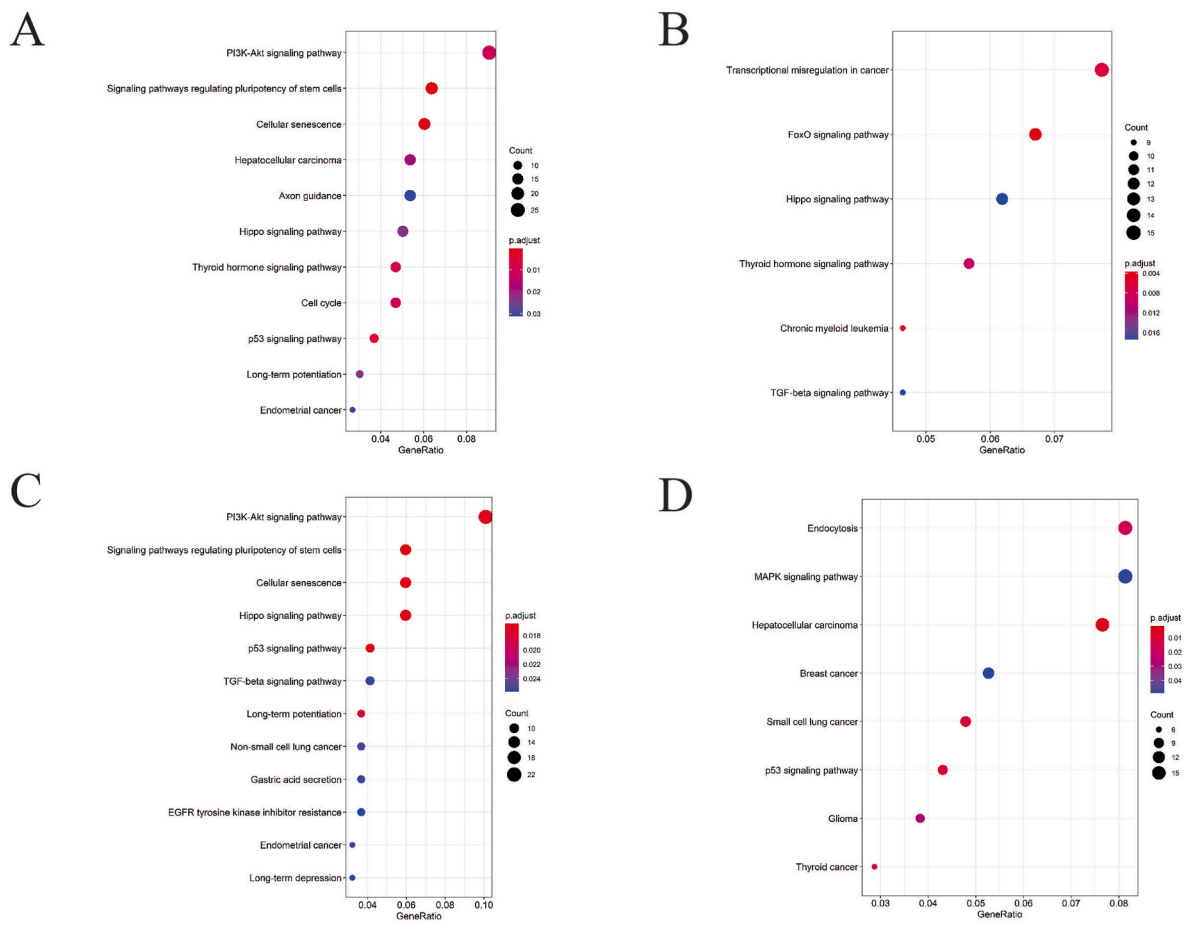 A
PI3K-Akt signaling pathway
Signaling pathways regulating pluripotency of stem cells
Cellular senescence
Hepatocellular carcinoma
Axon guidance
Hippo signaling pathway
Thyroid hormone signaling pathway
Cell cycle
p53 signaling pathway
Long-term potentiation
Endometrial cancer
0.04 0.06 0.08
GeneRatio
Count
10
15
20
25
p.adjust
0.01
0.02
0.03
B
Transcriptional misregulation in cancer
FoxO signaling pathway
Hippo signaling pathway
Thyroid hormone signaling pathway
Chronic myeloid leukemia
TGF-beta signaling pathway
0.05 0.06 0.07
GeneRatio
Count
9
10
11
12
13
14
15
p.adjust
0.004
0.008
0.012
0.016
C
PI3K-Akt signaling pathway
Signaling pathways regulating pluripotency of stem cells
Cellular senescence
Hippo signaling pathway
p53 signaling pathway
TGF-beta signaling pathway
Long-term potentiation
Non-small cell lung cancer
Gastric acid secretion
EGFR tyrosine kinase inhibitor resistance
Endometrial cancer
Long-term depression
0.04 0.06 0.08 0.10
GeneRatio
p.adjust
0.018
0.020
0.022
0.024
Count
10
14
18
22
D
Endocytosis
MAPK signaling pathway
Hepatocellular carcinoma
Breast cancer
Small cell lung cancer
p53 signaling pathway
Glioma
Thyroid cancer
0.03 0.04 0.05 0.06 0.07 0.08
GeneRatio
p.adjust
0.01
0.02
0.03
0.04
Count
6
9
12
15